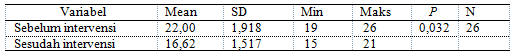 Variabel Mean SD Min Maks P N
Sebelum intervensi 22,00 1,918 19 26 0,032 26
Sesudah intervensi 16,62 1,517 15 21